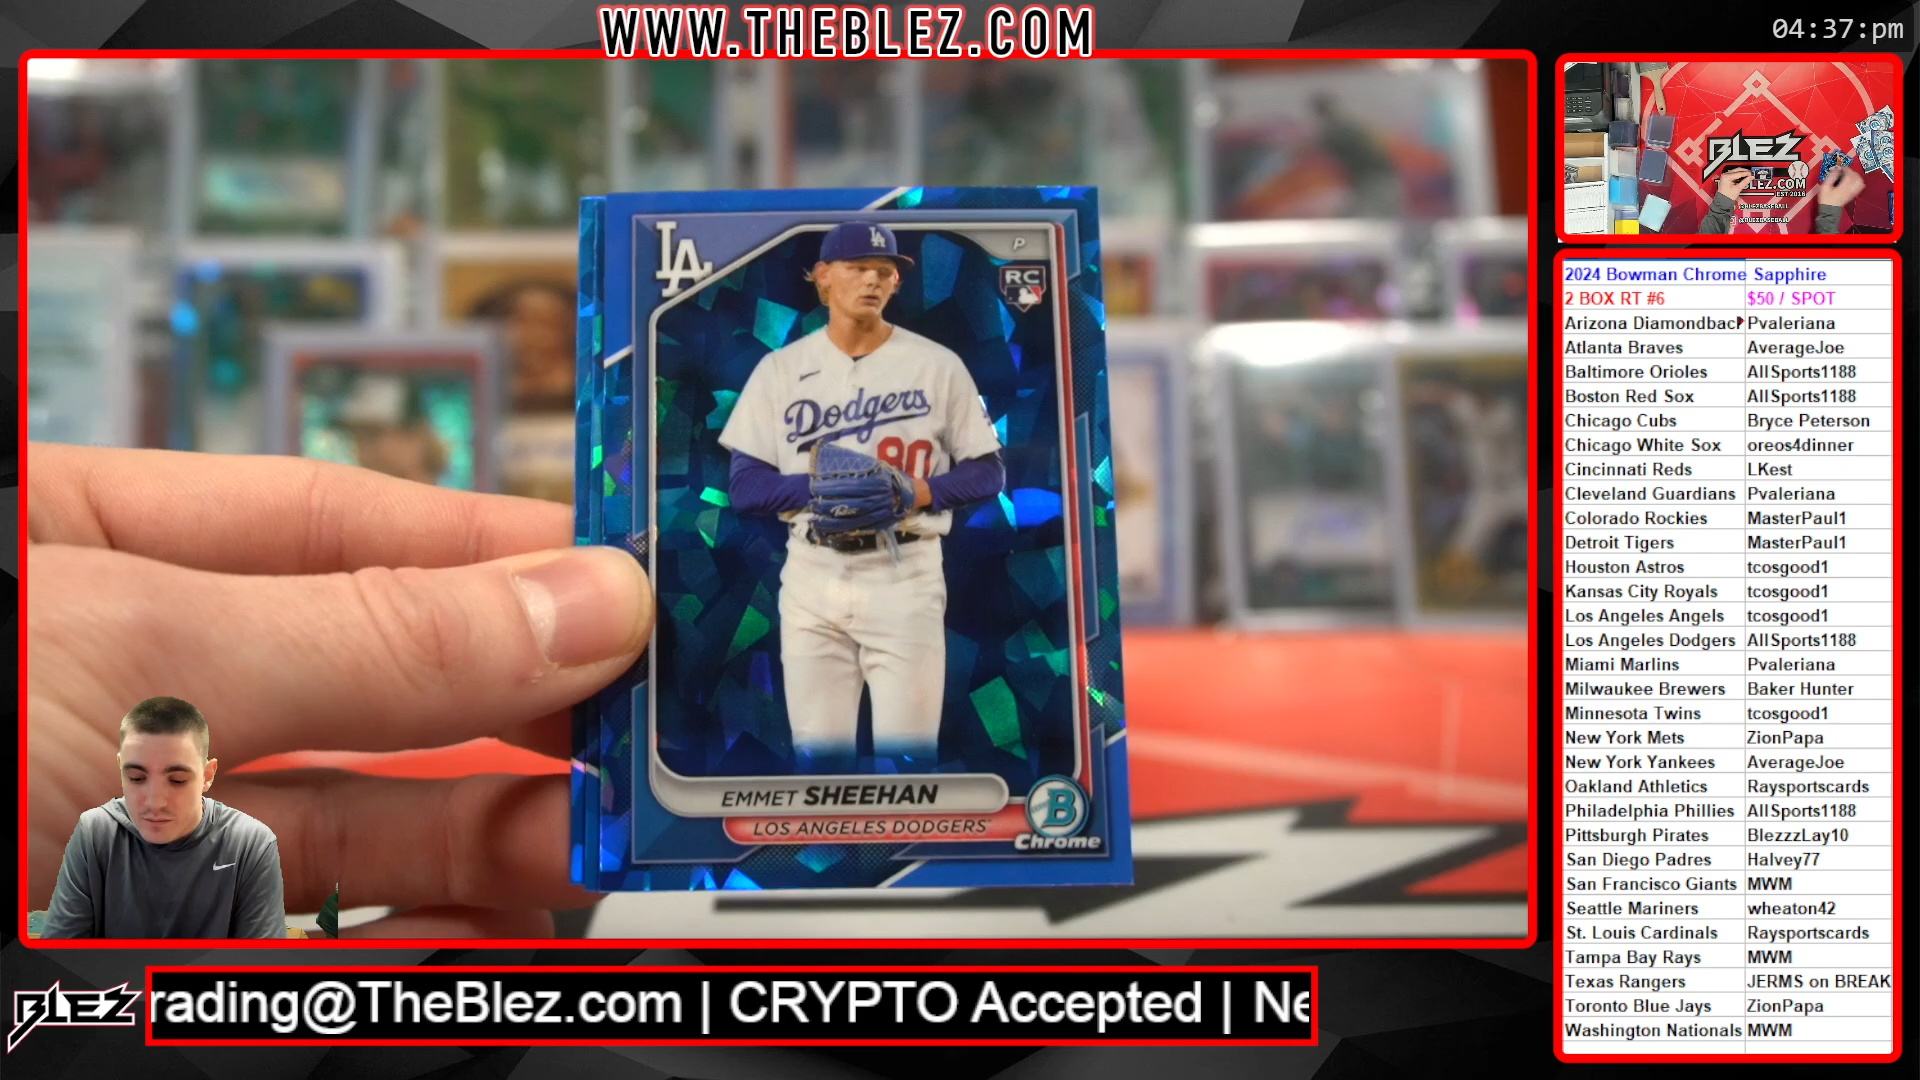 WWW.THEBLEZ.COM
04:37:pm
LA
P
RC
Dodgers
80
EMMET SHEEHAN
LOS ANGELES DODGERS
B
Chrome
BLEZ
EST 2016
2024 Bowman Chrome Sapphire
2 BOX RT #6 $50 / SPOT
Arizona Diamondback Pvaleriana
Atlanta Braves AverageJoe
Baltimore Orioles AllSports1188
Boston Red Sox AllSports1188
Chicago Cubs Bryce Peterson
Chicago White Sox oreos4dinner
Cincinnati Reds LKest
Cleveland Guardians Pvaleriana
Colorado Rockies MasterPaul1
Detroit Tigers MasterPaul1
Houston Astros tcosgood1
Kansas City Royals tcosgood1
Los Angeles Angels tcosgood1
Los Angeles Dodgers AllSports1188
Miami Marlins Pvaleriana
Milwaukee Brewers Baker Hunter
Minnesota Twins tcosgood1
New York Mets ZionPapa
New York Yankees AverageJoe
Oakland Athletics Raysportscards
Philadelphia Phillies AllSports1188
Pittsburgh Pirates BlezzzLay10
San Diego Padres Halvey77
San Francisco Giants MWM
Seattle Mariners wheaton42
St. Louis Cardinals Raysportscards
Tampa Bay Rays MWM
Texas Rangers JERMS on BREAK
Toronto Blue Jays ZionPapa
Washington Nationals MWM
BLEZ
rading@TheBlez.com | CRYPTO Accepted | Ne